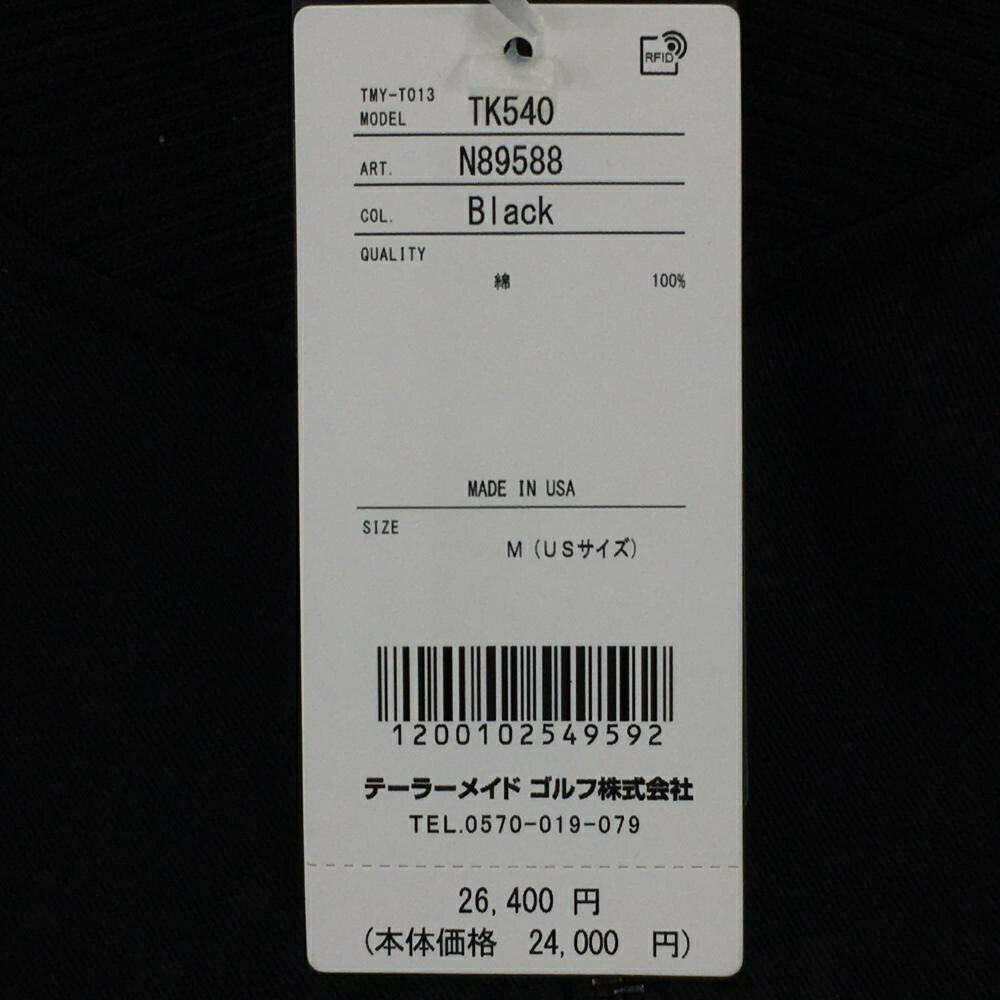 RFID
TMY-T013
MODEL TK540
ART. N89588
COL. Black
QUALITY
綿 100%
MADE IN USA
SIZE
M (USサイズ)
1200102549592
テーラーメイド ゴルフ株式会社
TEL.0570-019-079
26,400 円
(本体価格 24,000 円)